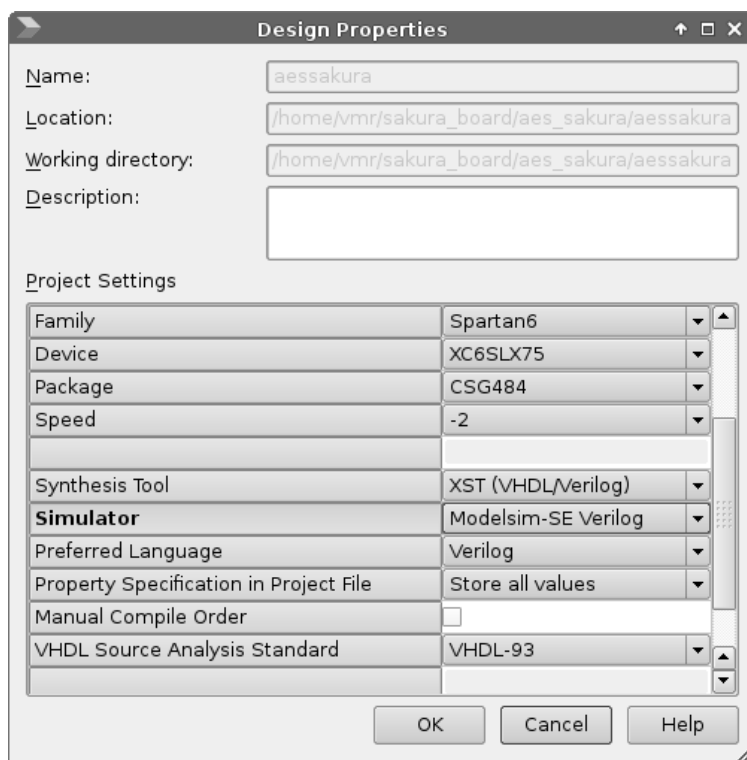 Design Properties
Name: aessakura
Location: /home/vmr/sakura_board/aes_sakura/aessakura
Working directory: /home/vmr/sakura_board/aes_sakura/aessakura
Description:
Project Settings
Family Spartan6
Device XC6SLX75
Package CSG484
Speed -2
Synthesis Tool XST (VHDL/Verilog)
Simulator Modelsim-SE Verilog
Preferred Language Verilog
Property Specification in Project File Store all values
Manual Compile Order
VHDL Source Analysis Standard VHDL-93
OK Cancel Help